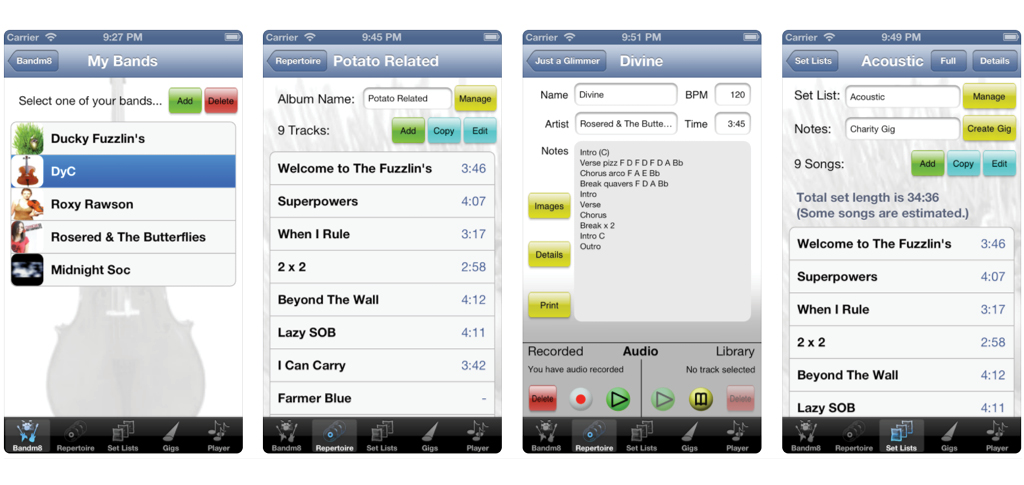 Carrier 9:27 PM
Bandm8 My Bands
Select one of your bands... Add Delete
Ducky Fuzzlin's
DyC
Roxy Rawson
Rosered & The Butterflies
Midnight Soc
Bandm8 Repertoire Set Lists Gigs Player
Carrier 9:45 PM
Repertoire Potato Related
Album Name: Potato Related Manage
9 Tracks: Add Copy Edit
Welcome to The Fuzzlin's 3:46
Superpowers 4:07
When I Rule 3:17
2 x 2 2:58
Beyond The Wall 4:12
Lazy SOB 4:11
I Can Carry 3:42
Farmer Blue -
Bandm8 Repertoire Set Lists Gigs Player
Carrier 9:51 PM
Just a Glimmer Divine
Name Divine BPM 120
Artist Rosered & The Butte... Time 3:45
Notes
Intro (C)
Verse pizz F D F D F D A Bb
Chorus arco F A E Bb
Break quavers F D A Bb
Intro
Verse
Chorus
Break x 2
Intro C
Outro
Images
Details
Print
Recorded Audio Library
You have audio recorded No track selected
Delete Delete
Bandm8 Repertoire Set Lists Gigs Player
Carrier 9:49 PM
Set Lists Acoustic Full Details
Set List: Acoustic Manage
Notes: Charity Gig Create Gig
9 Songs: Add Copy Edit
Total set length is 34:36
(Some songs are estimated.)
Welcome to The Fuzzlin's 3:46
Superpowers 4:07
When I Rule 3:17
2 x 2 2:58
Beyond The Wall 4:12
Lazy SOB 4:11
Bandm8 Repertoire Set Lists Gigs Player